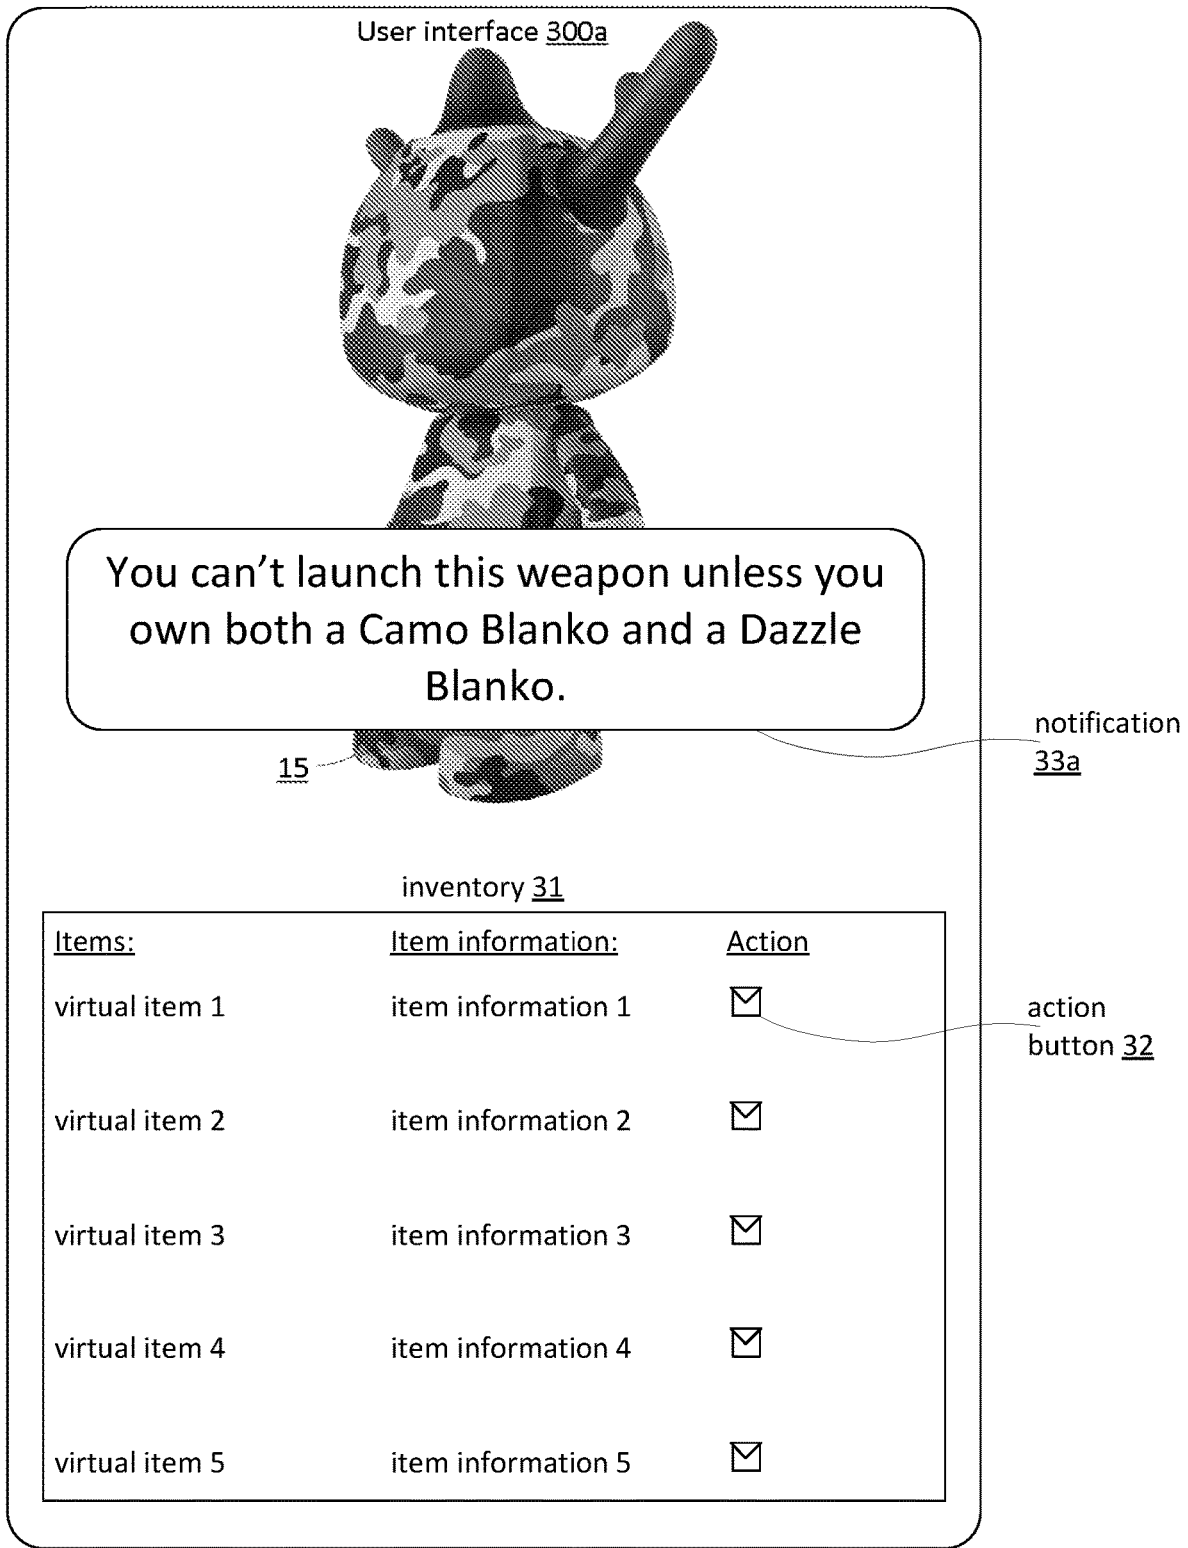 User interface 300a
You can’t launch this weapon unless you
own both a Camo Blanko and a Dazzle
Blanko.
notification
33a
15
inventory 31
Items: Item information: Action
virtual item 1 item information 1
action
button 32
virtual item 2 item information 2
virtual item 3 item information 3
virtual item 4 item information 4
virtual item 5 item information 5